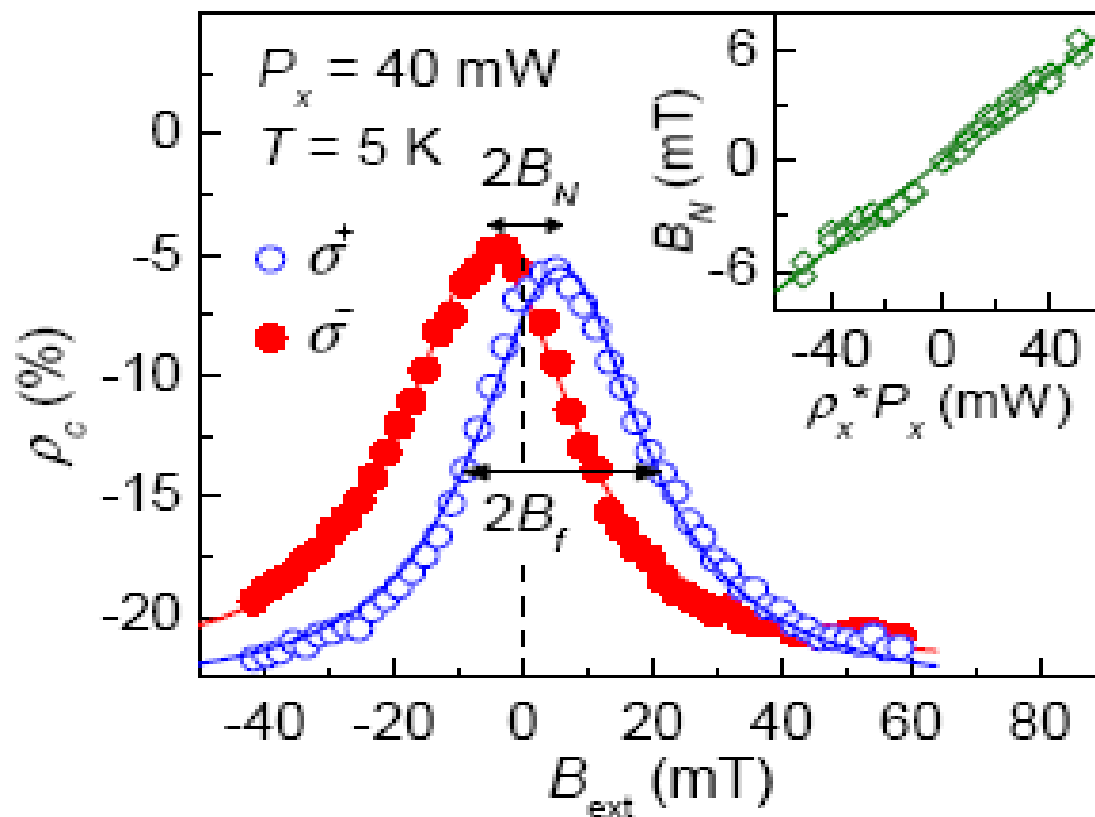 P_x = 40 mW
T = 5 K
2B_N
σ⁺
σ⁻
2B_f
0
-5
-10
-15
-20
ρ_c (%)
-40 -20 0 20 40 60 80
B_ext (mT)
6
0
-6
B_N (mT)
-40 0 40
ρ_x*P_x (mW)